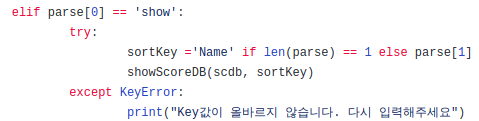 elif parse[0] == 'show':
        try:
                sortKey ='Name' if len(parse) == 1 else parse[1]
                showScoreDB(scdb, sortKey)
        except KeyError:
                print("Key값이 올바르지 않습니다. 다시 입력해주세요")